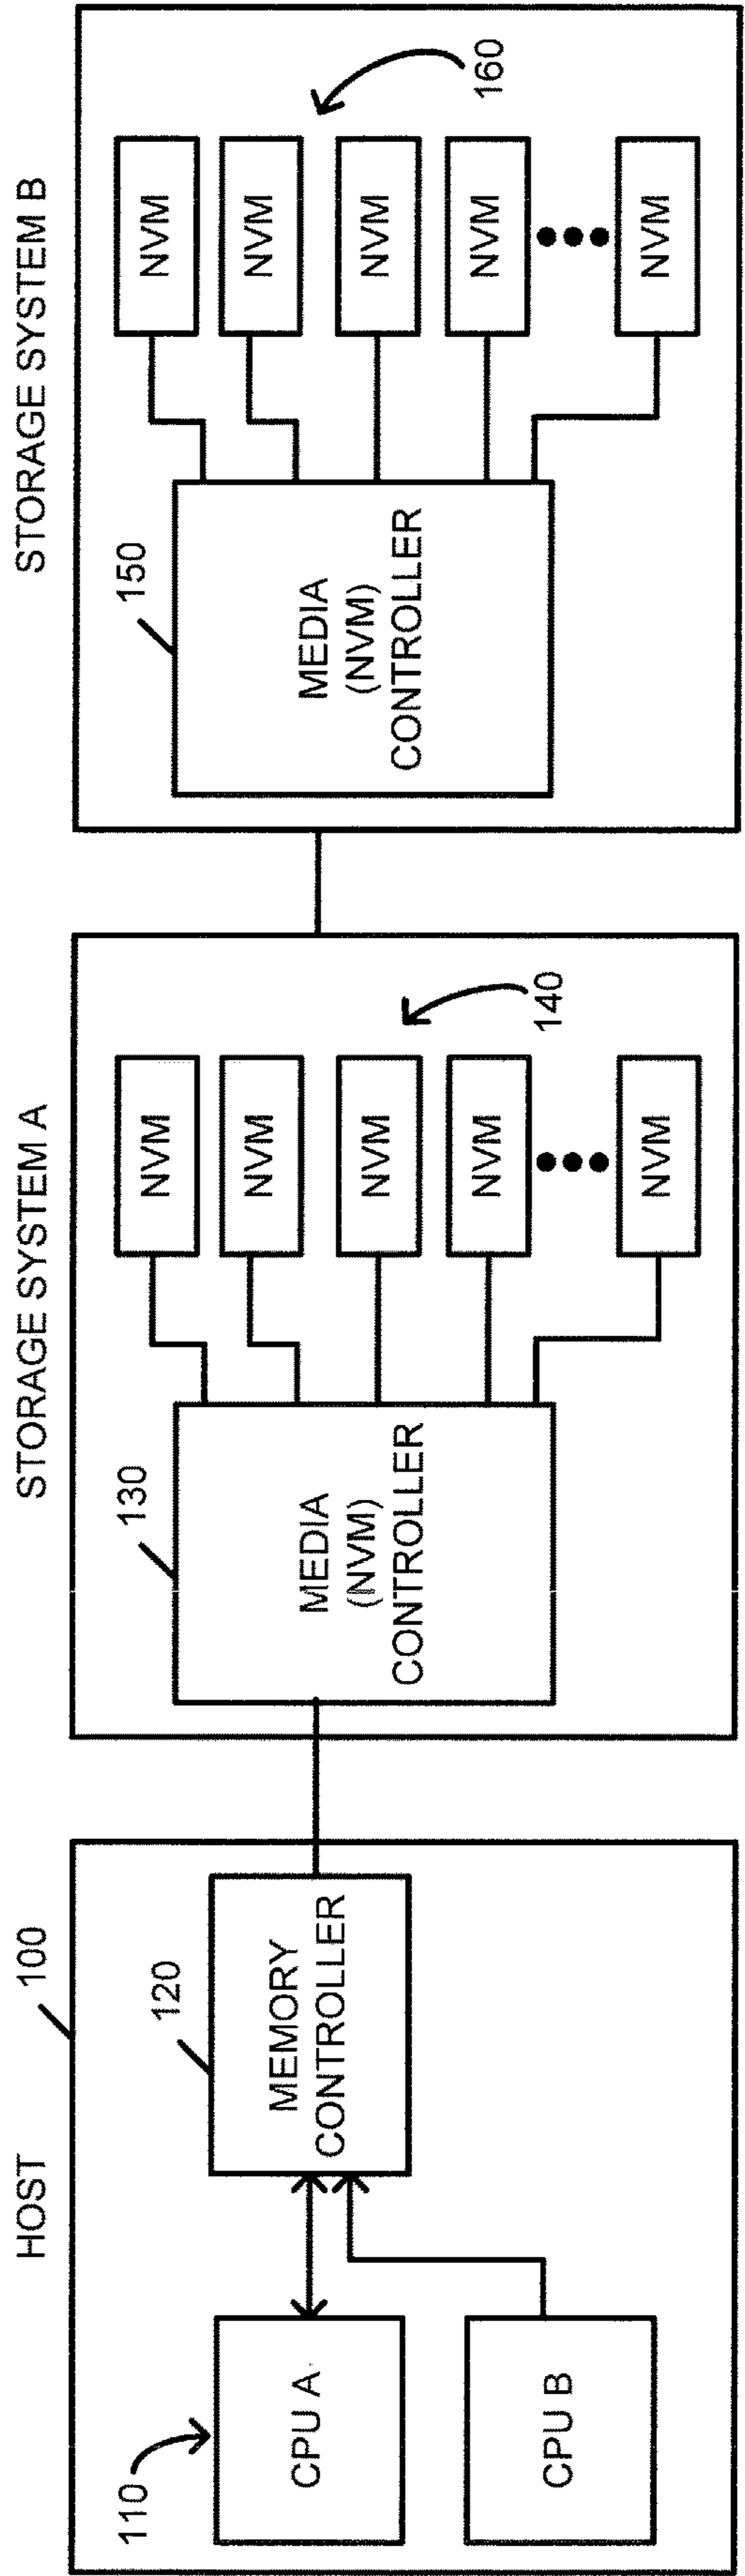 HOST
100
110
CPU A
CPU B
120
MEMORY
CONTROLLER
STORAGE SYSTEM A
130
MEDIA
(NVM)
CONTROLLER
NVM
NVM
NVM
NVM
NVM
140
STORAGE SYSTEM B
150
MEDIA
(NVM)
CONTROLLER
NVM
NVM
NVM
NVM
NVM
160